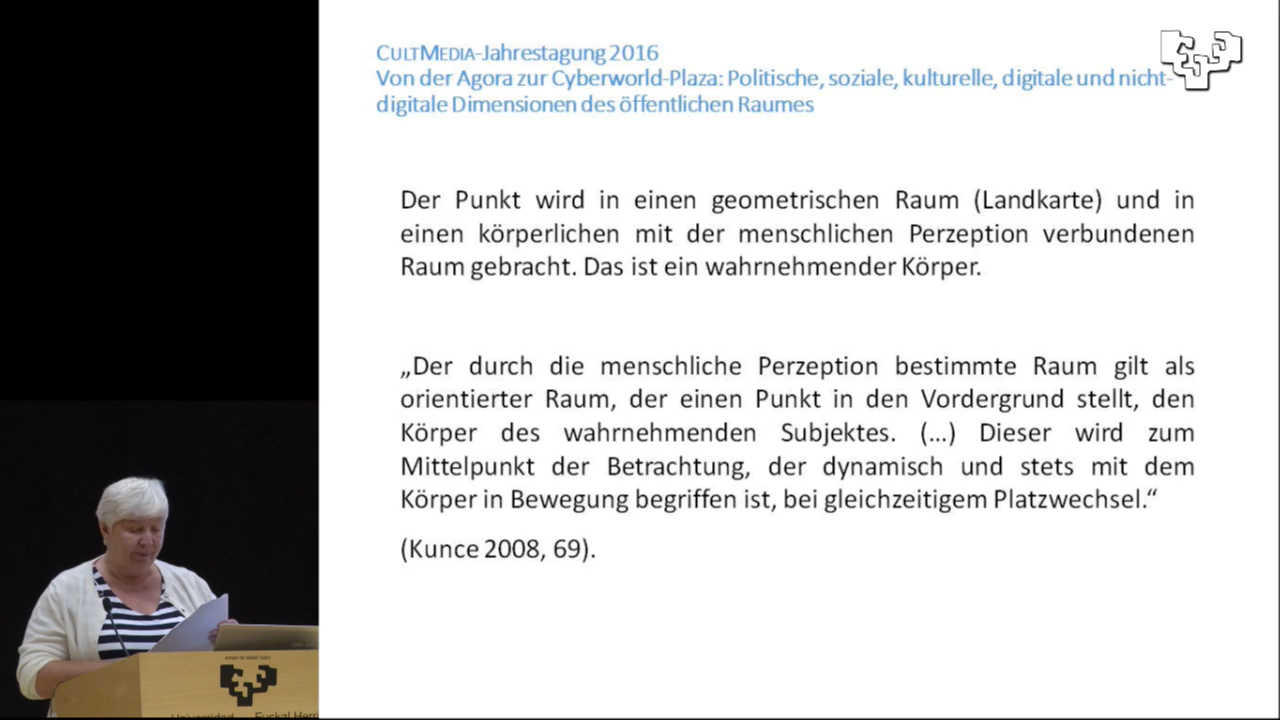 CULTMEDIA-Jahrestagung 2016
Von der Agora zur Cyberworld-Plaza: Politische, soziale, kulturelle, digitale und nicht-
digitale Dimensionen des öffentlichen Raumes
Der Punkt wird in einen geometrischen Raum (Landkarte) und in
einen körperlichen mit der menschlichen Perzeption verbundenen
Raum gebracht. Das ist ein wahrnehmender Körper.
„Der durch die menschliche Perzeption bestimmte Raum gilt als
orientierter Raum, der einen Punkt in den Vordergrund stellt, den
Körper des wahrnehmenden Subjektes. (...) Dieser wird zum
Mittelpunkt der Betrachtung, der dynamisch und stets mit dem
Körper in Bewegung begriffen ist, bei gleichzeitigem Platzwechsel.“
(Kunce 2008, 69).
Universidad Euskal Herri